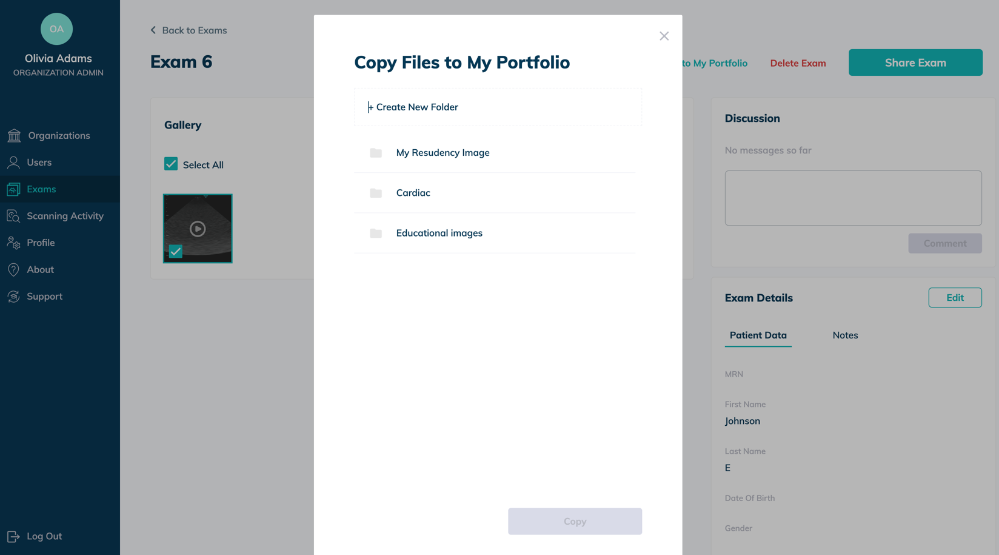 OA
Olivia Adams
ORGANIZATION ADMIN
Organizations
Users
Exams
Scanning Activity
Profile
About
Support
Log Out
Back to Exams
Exam 6
to My Portfolio
Delete Exam
Share Exam
Gallery
Select All
Copy Files to My Portfolio
+ Create New Folder
My Resudency Image
Cardiac
Educational images
Copy
Discussion
No messages so far
Comment
Exam Details
Edit
Patient Data
Notes
MRN
First Name
Johnson
Last Name
E
Date Of Birth
Gender